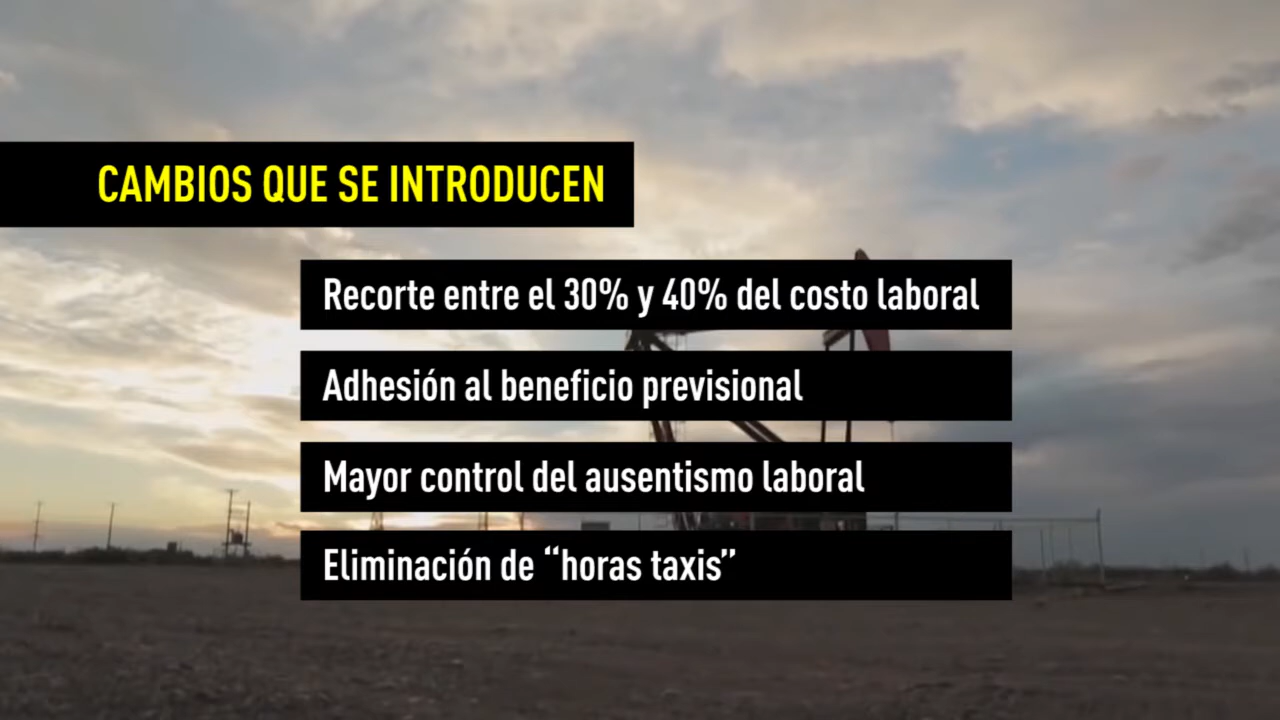 CAMBIOS QUE SE INTRODUCEN
Recorte entre el 30% y 40% del costo laboral
Adhesión al beneficio previsional
Mayor control del ausentismo laboral
Eliminación de “horas taxis”